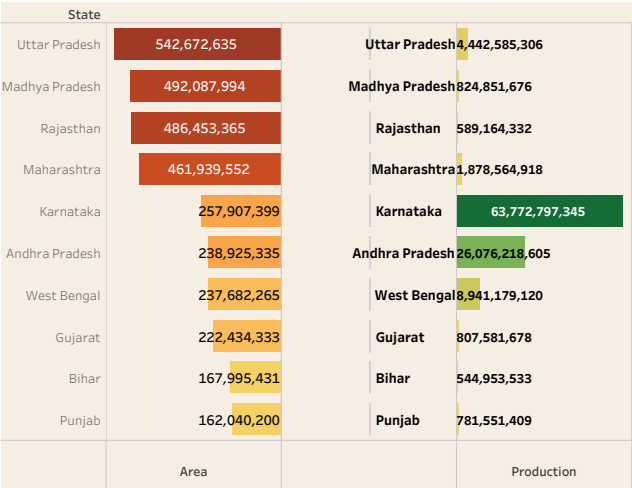 State
Uttar Pradesh 542,672,635 Uttar Pradesh 4,442,585,306
Madhya Pradesh 492,087,994 Madhya Pradesh 824,851,676
Rajasthan 486,453,365 Rajasthan 589,164,332
Maharashtra 461,939,552 Maharashtra 1,878,564,918
Karnataka 257,907,399 Karnataka 63,772,797,345
Andhra Pradesh 238,925,335 Andhra Pradesh 26,076,218,605
West Bengal 237,682,265 West Bengal 8,941,179,120
Gujarat 222,434,333 Gujarat 807,581,678
Bihar 167,995,431 Bihar 544,953,533
Punjab 162,040,200 Punjab 781,551,409
Area Production